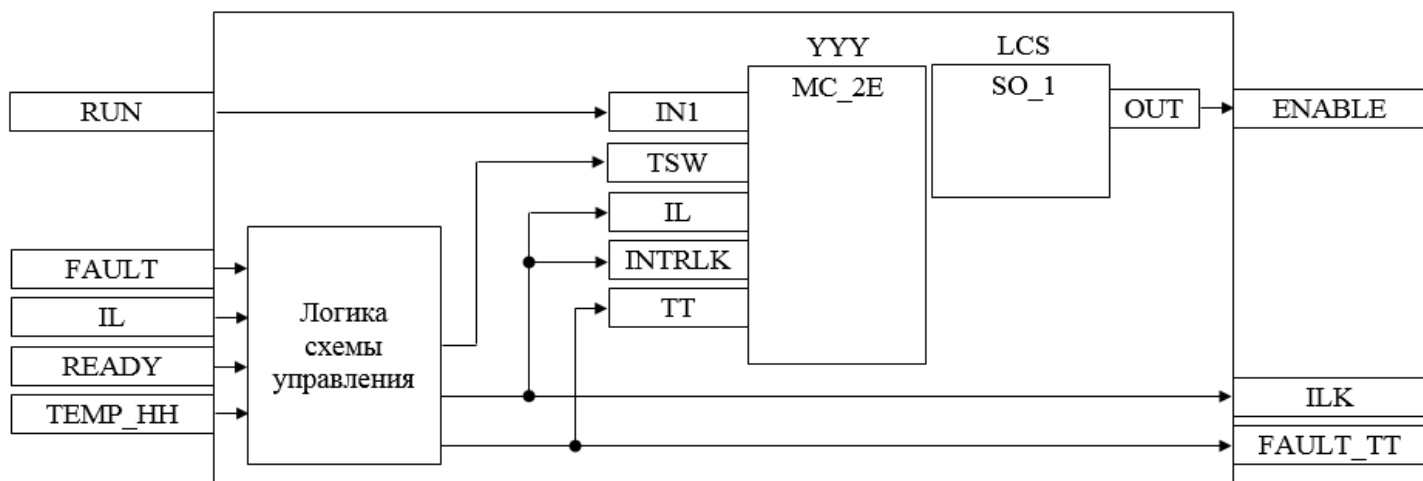 YYY
LCS
MC_2E
SO_1
RUN
IN1
OUT
ENABLE
TSW
IL
FAULT
INTRLK
IL
TT
Логика
схемы
управления
READY
TEMP_HH
ILK
FAULT_TT